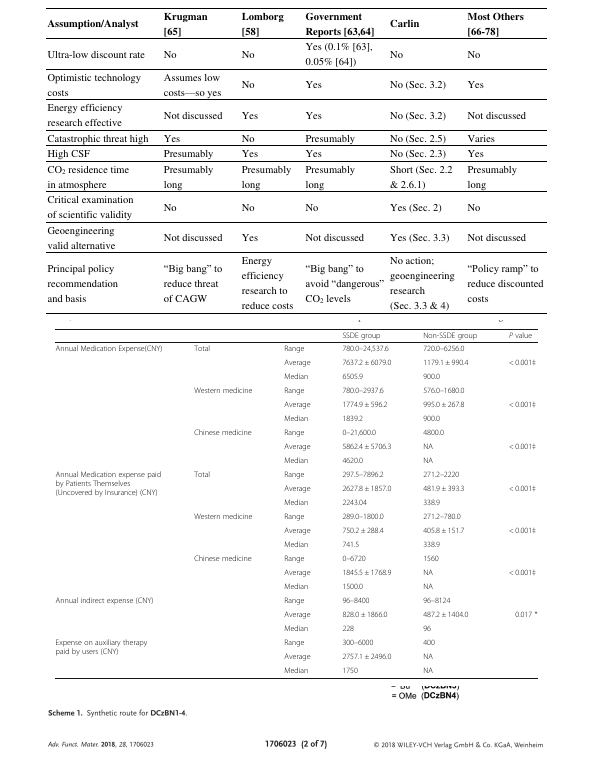 Assumption/Analyst Krugman [65] Lomborg [58] Government Reports [63,64] Carlin Most Others [66-78]
Ultra-low discount rate No No Yes (0.1% [63], 0.05% [64]) No No
Optimistic technology costs Assumes low costs—so yes No Yes No (Sec. 3.2) Yes
Energy efficiency research effective Not discussed Yes Yes No (Sec. 3.2) Not discussed
Catastrophic threat high Yes No Presumably No (Sec. 2.5) Varies
High CSF Presumably Yes Yes No (Sec. 2.3) Yes
CO2 residence time in atmosphere Presumably long Presumably long Presumably long Short (Sec. 2.2 & 2.6.1) Presumably long
Critical examination of scientific validity No No No Yes (Sec. 2) No
Geoengineering valid alternative Not discussed Yes Not discussed Yes (Sec. 3.3) Not discussed
Principal policy recommendation and basis “Big bang” to reduce threat of CAGW Energy efficiency research to reduce costs “Big bang” to avoid “dangerous” CO2 levels No action; geoengineering research (Sec. 3.3 & 4) “Policy ramp” to reduce discounted costs
SSDE group Non-SSDE group P value
Annual Medication Expense(CNY) Total Range 780.0–24,537.6 720.0–6256.0
Average 7637.2 ± 6079.0 1179.1 ± 990.4 < 0.001‡
Median 6505.9 900.0
Western medicine Range 780.0–2937.6 576.0–1680.0
Average 1774.9 ± 596.2 995.0 ± 267.8 < 0.001‡
Median 1839.2 900.0
Chinese medicine Range 0–21,600.0 4800.0
Average 5862.4 ± 5706.3 NA < 0.001‡
Median 4620.0 NA
Annual Medication expense paid by Patients Themselves (Uncovered by Insurance) (CNY) Total Range 297.5–7896.2 271.2–2220
Average 2627.8 ± 1857.0 481.9 ± 393.3 < 0.001‡
Median 2243.04 338.9
Western medicine Range 289.0–1800.0 271.2–780.0
Average 750.2 ± 288.4 405.8 ± 151.7 < 0.001‡
Median 741.5 338.9
Chinese medicine Range 0–6720 1560
Average 1845.5 ± 1768.9 NA < 0.001‡
Median 1500.0 NA
Annual indirect expense (CNY) Range 96–8400 96–8124
Average 828.0 ± 1866.0 487.2 ± 1404.0 0.017 *
Median 228 96
Expense on auxiliary therapy paid by users (CNY) Range 300–6000 400
Average 2757.1 ± 2496.0 NA
Median 1750 NA
= OMe (DCzBN4)
Scheme 1. Synthetic route for DCzBN1-4.
Adv. Funct. Mater. 2018, 28, 1706023 1706023 (2 of 7) © 2018 WILEY-VCH Verlag GmbH & Co. KGaA, Weinheim